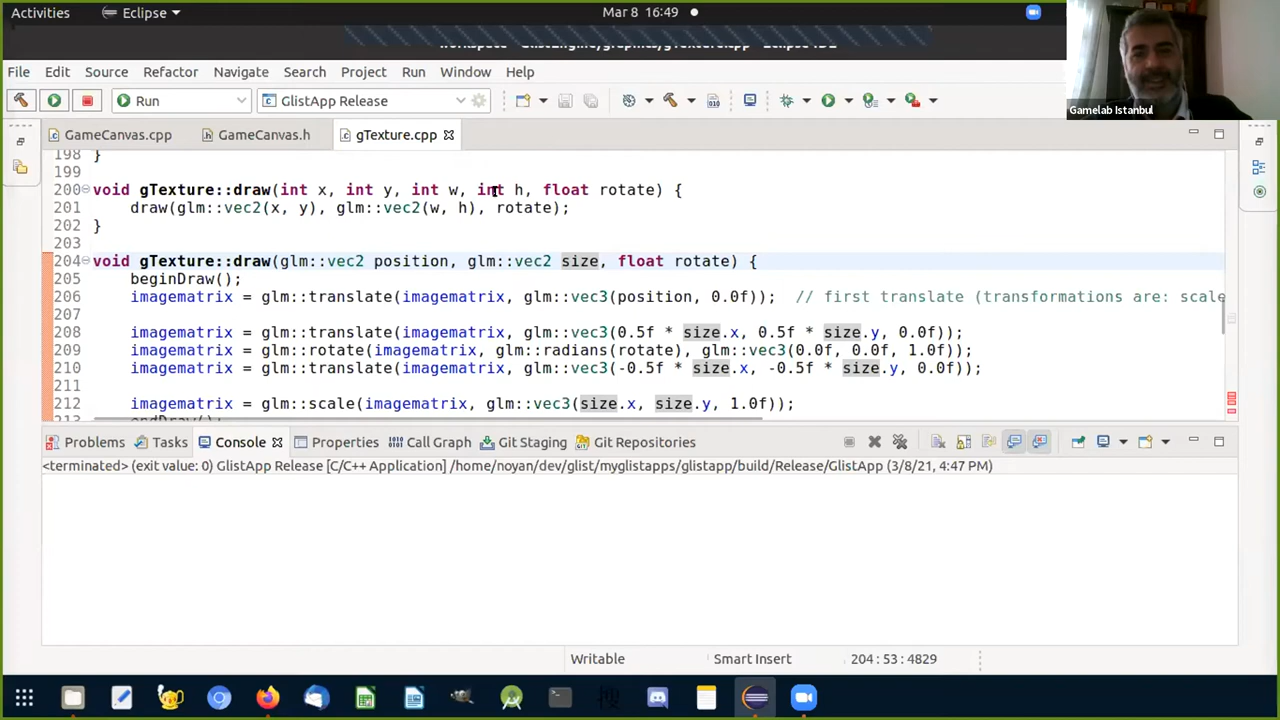 Activities Eclipse Mar 8 16:49
File Edit Source Refactor Navigate Search Project Run Window Help
Gamelab Istanbul
Run GlistApp Release
GameCanvas.cpp GameCanvas.h gTexture.cpp
198 }
199
200 void gTexture::draw(int x, int y, int w, int h, float rotate) {
201 draw(glm::vec2(x, y), glm::vec2(w, h), rotate);
202 }
203
204 void gTexture::draw(glm::vec2 position, glm::vec2 size, float rotate) {
205 beginDraw();
206 imagematrix = glm::translate(imagematrix, glm::vec3(position, 0.0f)); // first translate (transformations are: scale
207
208 imagematrix = glm::translate(imagematrix, glm::vec3(0.5f * size.x, 0.5f * size.y, 0.0f));
209 imagematrix = glm::rotate(imagematrix, glm::radians(rotate), glm::vec3(0.0f, 0.0f, 1.0f));
210 imagematrix = glm::translate(imagematrix, glm::vec3(-0.5f * size.x, -0.5f * size.y, 0.0f));
211
212 imagematrix = glm::scale(imagematrix, glm::vec3(size.x, size.y, 1.0f));
Problems Tasks Console Properties Call Graph Git Staging Git Repositories
<terminated> (exit value: 0) GlistApp Release [C/C++ Application] /home/noyan/dev/glist/myglistapps/glistapp/build/Release/GlistApp (3/8/21, 4:47 PM)
Writable Smart Insert 204 : 53 : 4829